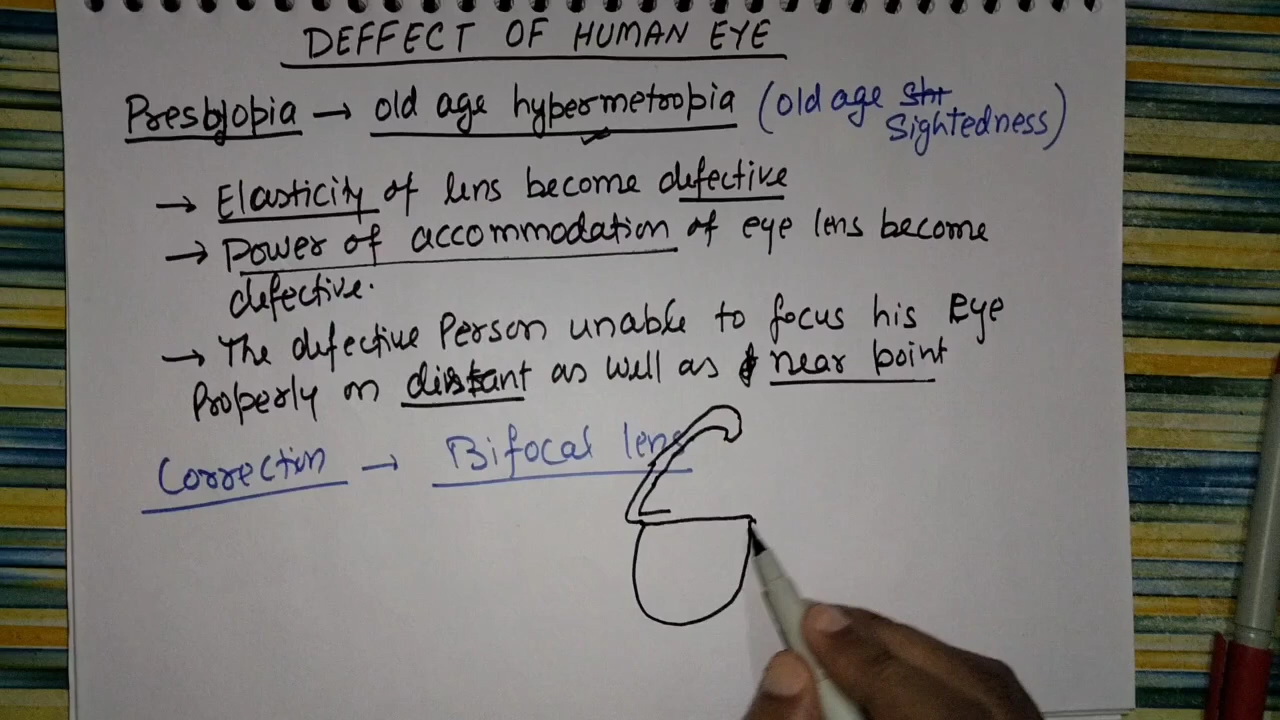 DEFFECT OF HUMAN EYE
Presbyopia → old age hypermetropia (old age
Sightedness)
→ Elasticity of lens become defective
→ Power of accommodation of eye lens become
defective.
→ The defective Person unable to focus his Eye
Properly on distant as well as near point
Correction → Bifocal lens